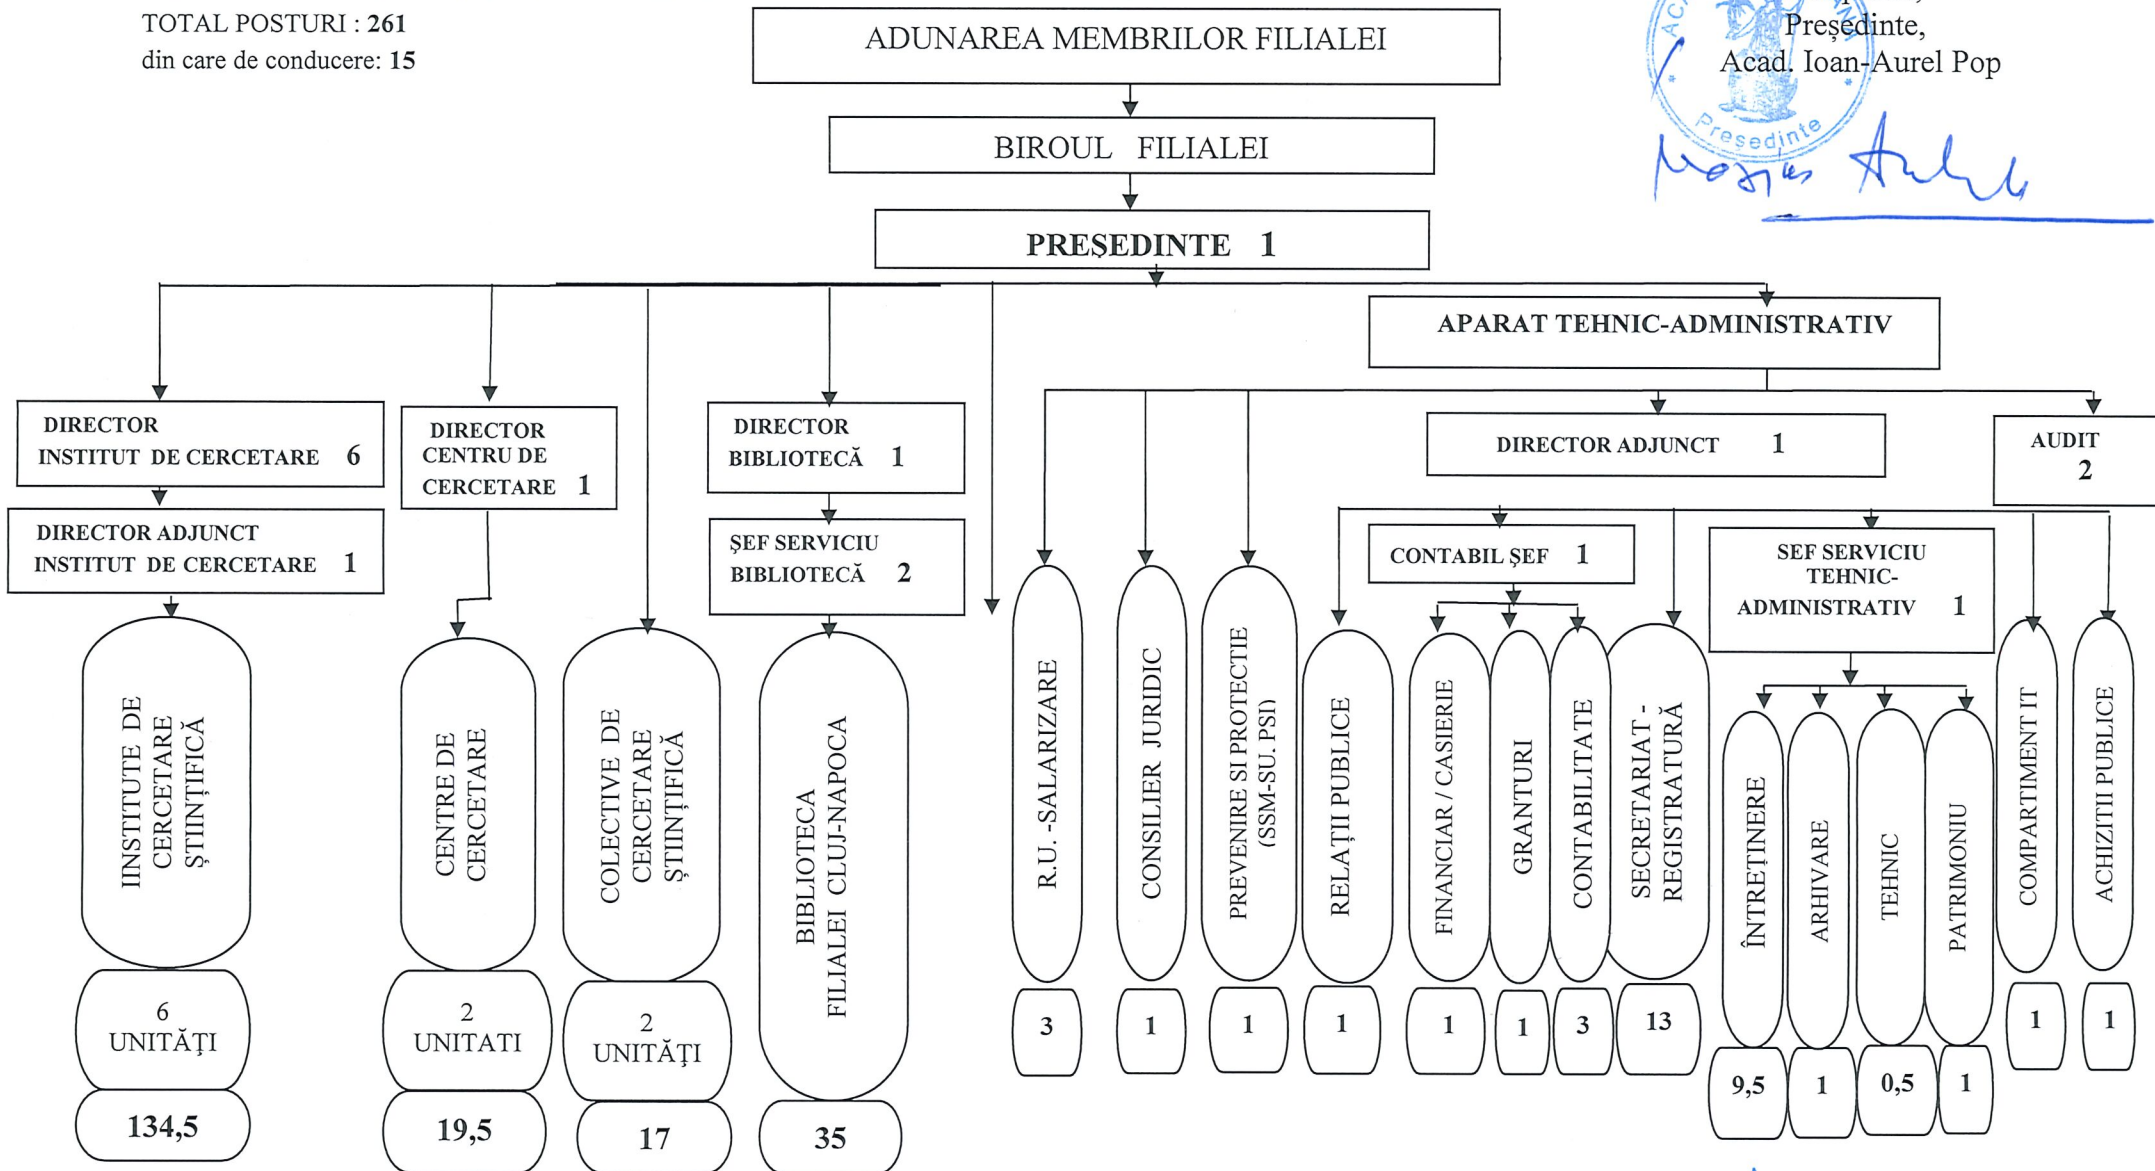 TOTAL POSTURI : 261
din care de conducere: 15
ADUNAREA MEMBRILOR FILIALEI
Președinte,
Acad. Ioan-Aurel Pop
Președinte
BIROUL FILIALEI
PREȘEDINTE 1
APARAT TEHNIC-ADMINISTRATIV
DIRECTOR
INSTITUT DE CERCETARE 6
DIRECTOR
CENTRU DE
CERCETARE 1
DIRECTOR
BIBLIOTECĂ 1
DIRECTOR ADJUNCT 1
AUDIT
2
DIRECTOR ADJUNCT
INSTITUT DE CERCETARE 1
ŞEF SERVICIU
BIBLIOTECĂ 2
CONTABIL ŞEF 1
SEF SERVICIU
TEHNIC-
ADMINISTRATIV 1
IINSTITUTE DE
CERCETARE
ȘTIINȚIFICĂ
CENTRE DE
CERCETARE
COLECTIVE DE
CERCETARE
ȘTIINȚIFICĂ
BIBLIOTECA
FILIALEI CLUJ-NAPOCA
R.U. -SALARIZARE
CONSILIER JURIDIC
PREVENIRE SI PROTECTIE
(SSM-SU. PSI)
RELAȚII PUBLICE
FINANCIAR / CASIERIE
GRANTURI
CONTABILITATE
SECRETARIAT -
REGISTRATURĂ
ÎNTREȚINERE
ARHIVARE
TEHNIC
PATRIMONIU
COMPARTIMENT IT
ACHIZITII PUBLICE
6
UNITĂŢI
2
UNITATI
2
UNITĂŢI
3
1
1
1
1
1
3
13
1
1
9,5
1
0,5
1
134,5
19,5
17
35